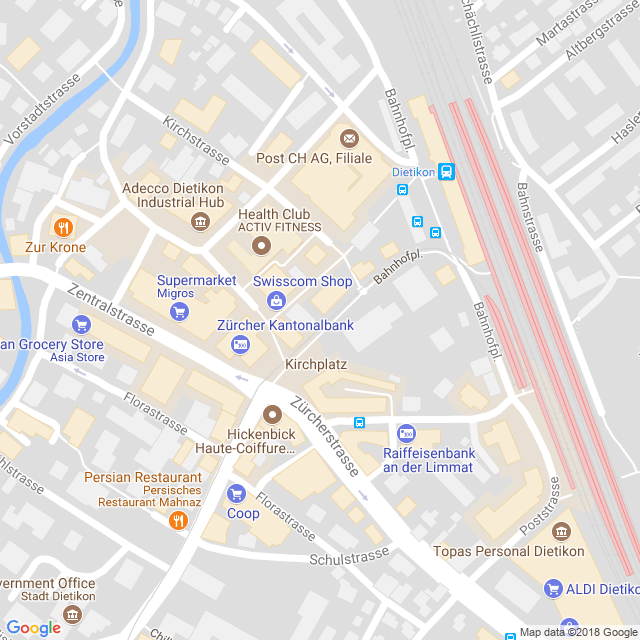 Schächlistrasse
Martastrasse
Altbergstrasse
Vorstadtstrasse
Kirchstrasse
Bahnhofpl.
Post CH AG, Filiale
Dietikon
Adecco Dietikon
Industrial Hub
Health Club
ACTIV FITNESS
Zur Krone
Bahnstrasse
Supermarket
Migros
Swisscom Shop
Bahnhofpl.
Zentralstrasse
Zürcher Kantonalbank
Bahnhofpl.
an Grocery Store
Asia Store
Kirchplatz
Florastrasse
Zürcherstrasse
Hickenbick
Haute-Coiffure...
Raiffeisenbank
an der Limmat
Persian Restaurant
Persisches
Restaurant Mahnaz
Coop
Florastrasse
Poststrasse
Schulstrasse
Topas Personal Dietikon
vernment Office
Stadt Dietikon
ALDI Dietiko
Google
Map data ©2018 Google